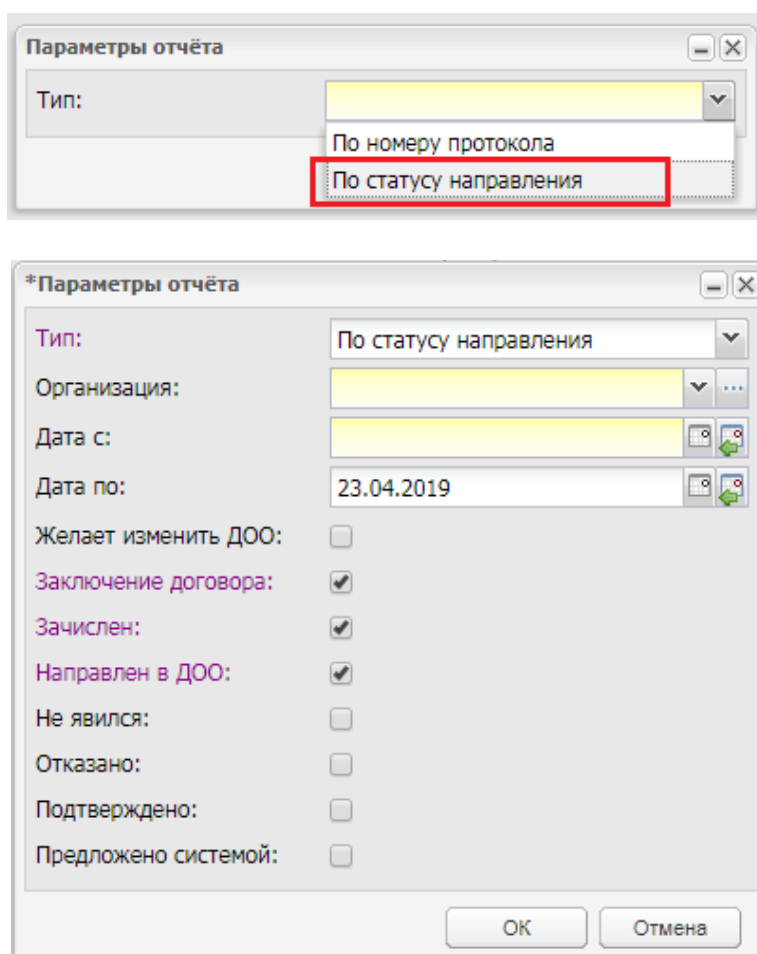 Параметры отчёта
Тип:
По номеру протокола
По статусу направления
*Параметры отчёта
Тип: По статусу направления
Организация:
Дата с:
Дата по: 23.04.2019
Желает изменить ДОО:
Заключение договора:
Зачислен:
Направлен в ДОО:
Не явился:
Отказано:
Подтверждено:
Предложено системой:
ОК Отмена